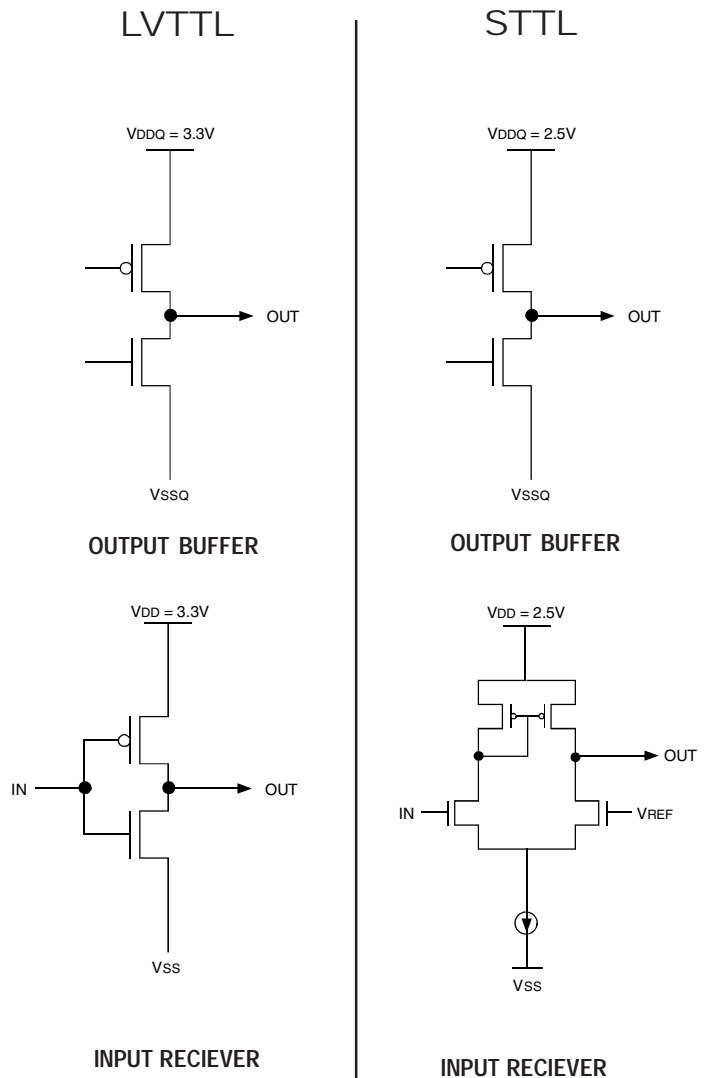 LVTTL
VDDQ = 3.3V
OUT
VSSQ
OUTPUT BUFFER
VDD = 3.3V
IN
OUT
VSS
INPUT RECIEVER
STTL
VDDQ = 2.5V
OUT
VSSQ
OUTPUT BUFFER
VDD = 2.5V
OUT
IN
VREF
VSS
INPUT RECIEVER